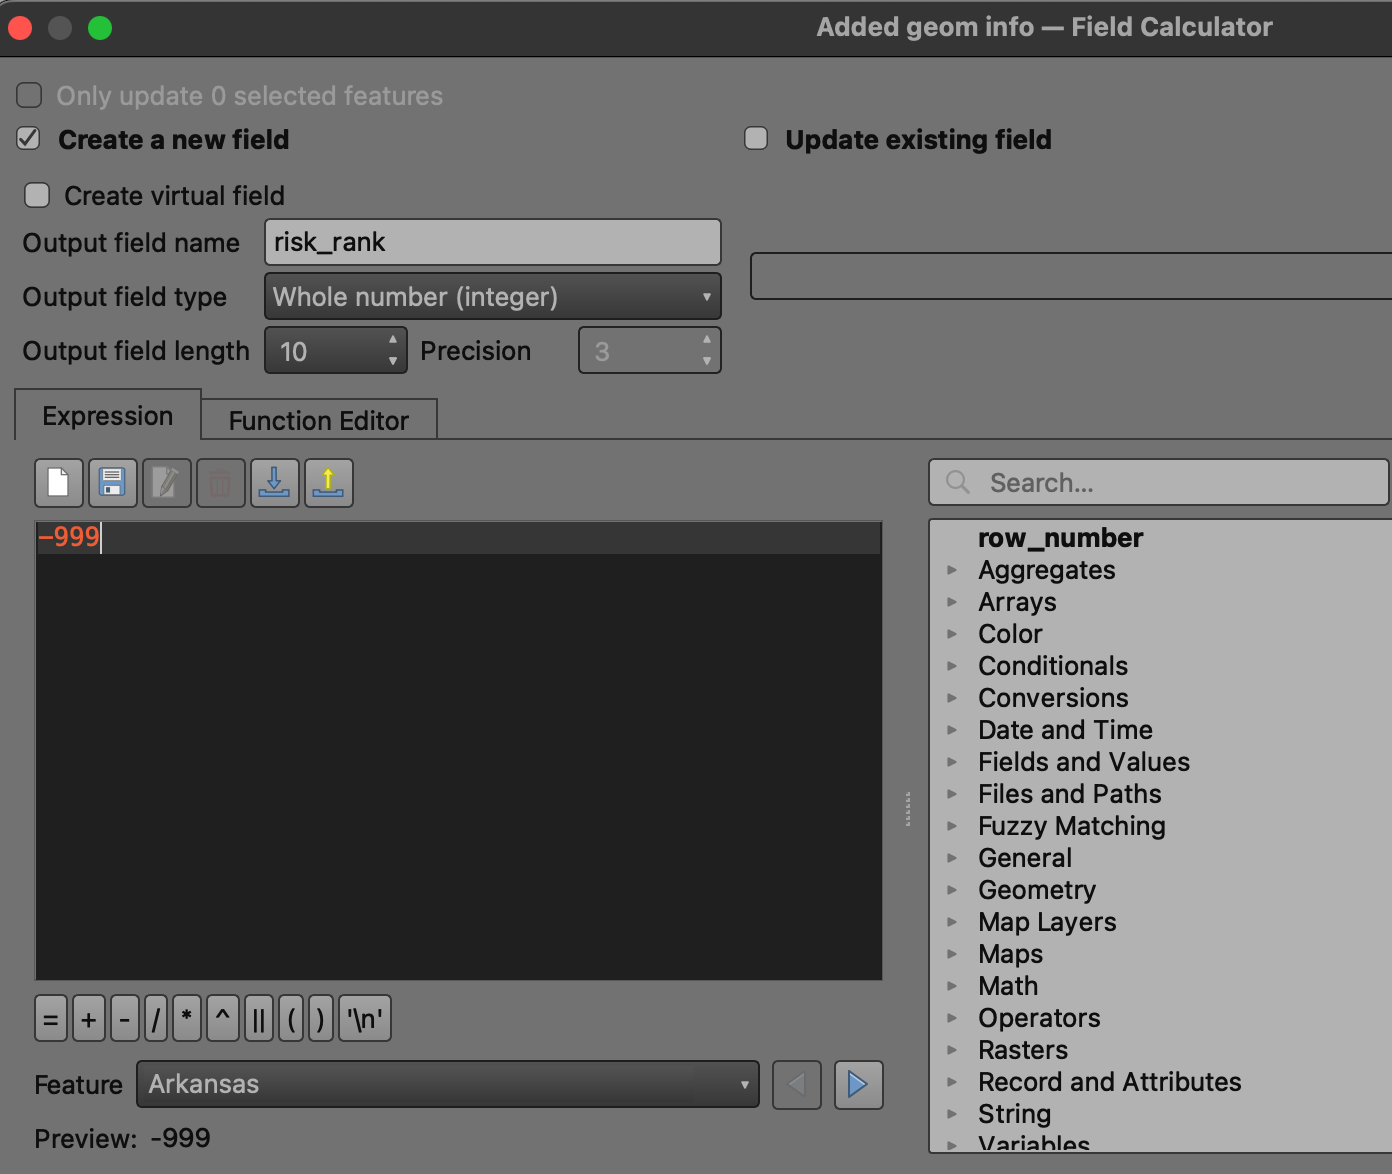 Added geom info — Field Calculator
Only update 0 selected features
Create a new field
Update existing field
Create virtual field
Output field name risk_rank
Output field type Whole number (integer)
Output field length 10 Precision 3
Expression Function Editor
Search...
-999
row_number
Aggregates
Arrays
Color
Conditionals
Conversions
Date and Time
Fields and Values
Files and Paths
Fuzzy Matching
General
Geometry
Map Layers
Maps
Math
Operators
Rasters
Record and Attributes
String
Variables
= + - / * ^ || ( ) '\n'
Feature Arkansas
Preview: -999